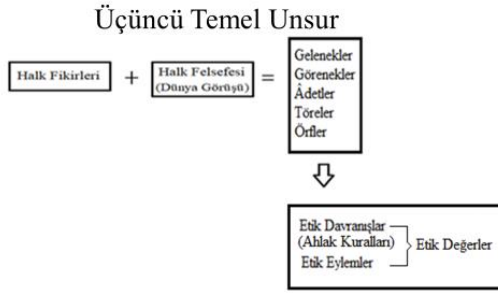 Üçüncü Temel Unsur
Halk Fikirleri + Halk Felsefesi =
(Dünya Görüşü)
Gelenekler
Görenekler
Âdetler
Töreler
Örfler
Etik Davranışlar
(Ahlak Kuralları)
Etik Eylemler
Etik Değerler